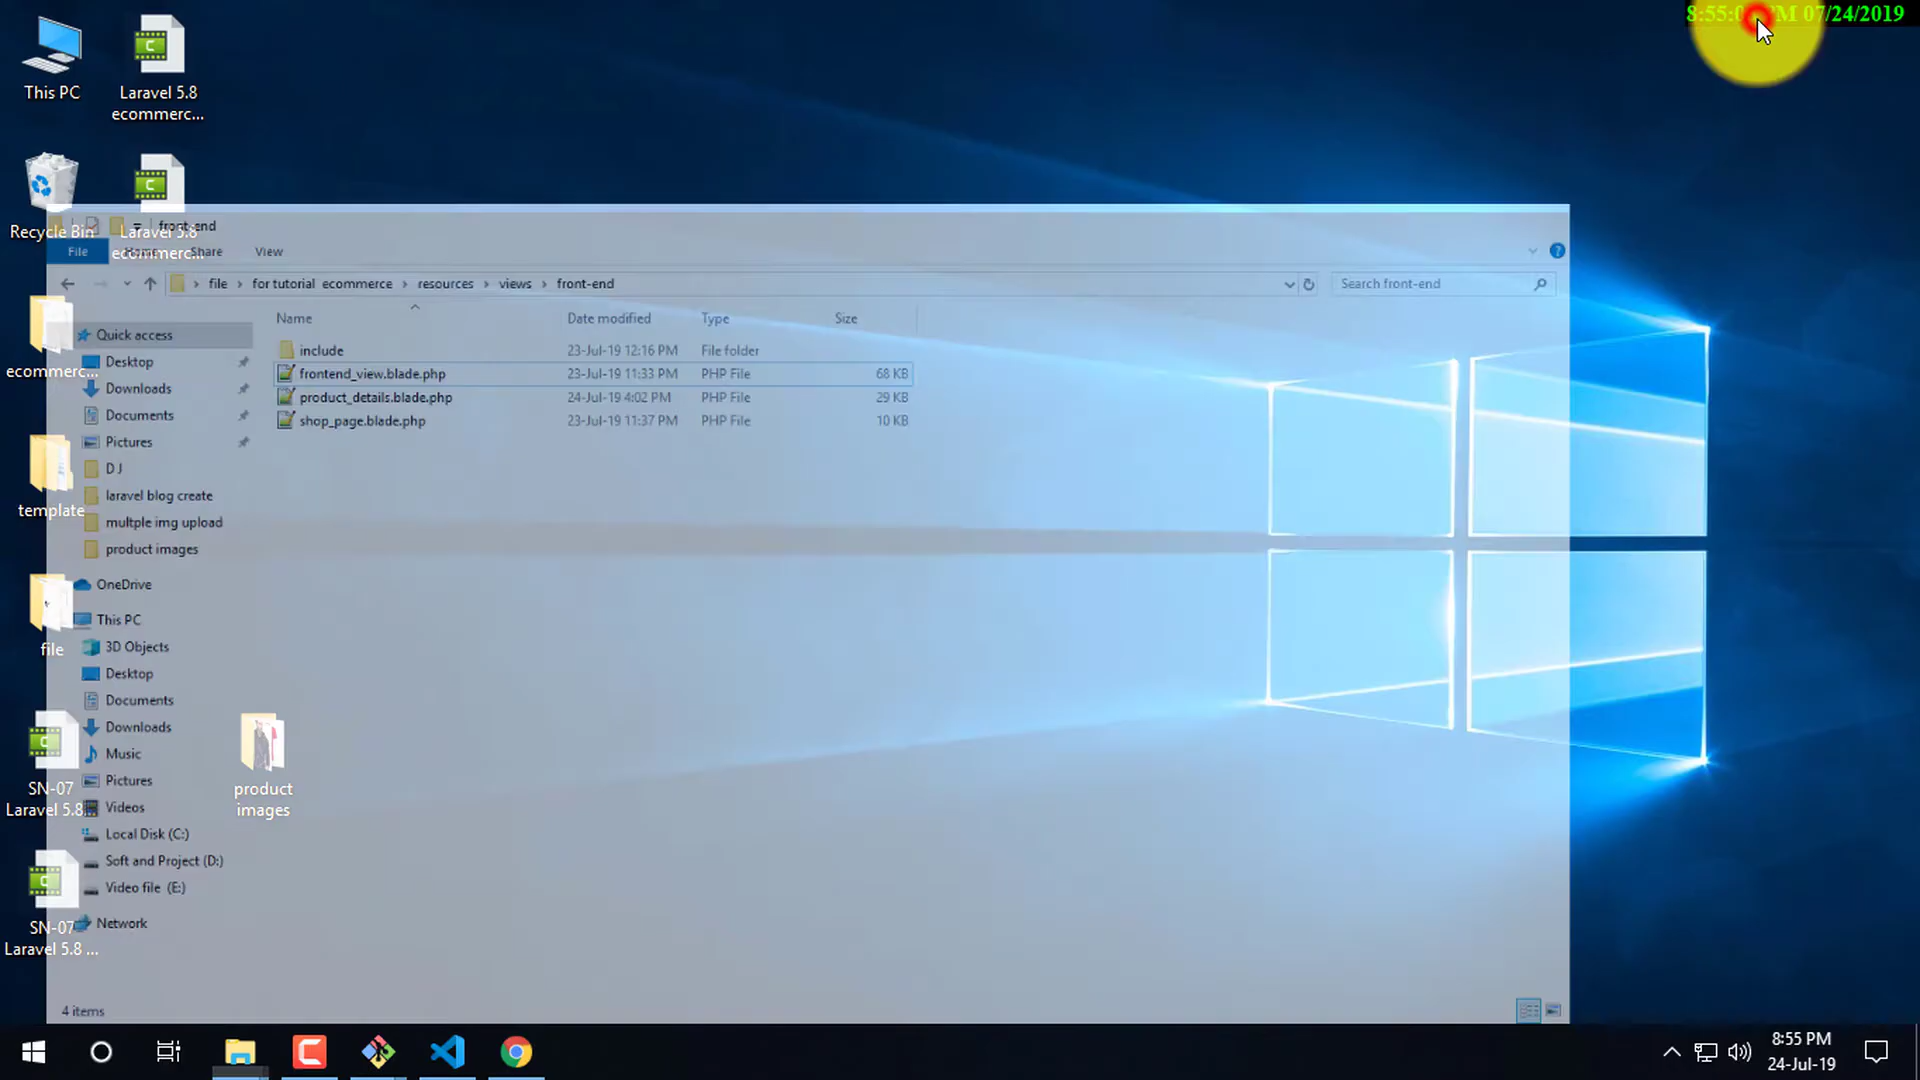 8:55:0 M 07/24/2019
This PC
Laravel 5.8
ecommerc...
Recycle Bin
Laravel 5.8
ecommerc...
ecommerc...
template
file
SN-07
Laravel 5.8
SN-07
Laravel 5.8 ...
product
images
front-end
File
Share
View
file
for tutorial ecommerce
resources
views
front-end
Search front-end
Name
Date modified
Type
Size
include
23-Jul-19 12:16 PM
File folder
frontend_view.blade.php
23-Jul-19 11:33 PM
PHP File
68 KB
product_details.blade.php
24-Jul-19 4:02 PM
PHP File
29 KB
shop_page.blade.php
23-Jul-19 11:37 PM
PHP File
10 KB
Quick access
Desktop
Downloads
Documents
Pictures
D J
laravel blog create
multple img upload
product images
OneDrive
This PC
3D Objects
Desktop
Documents
Downloads
Music
Pictures
Videos
Local Disk (C:)
Soft and Project (D:)
Video file (E:)
Network
4 items
8:55 PM
24-Jul-19